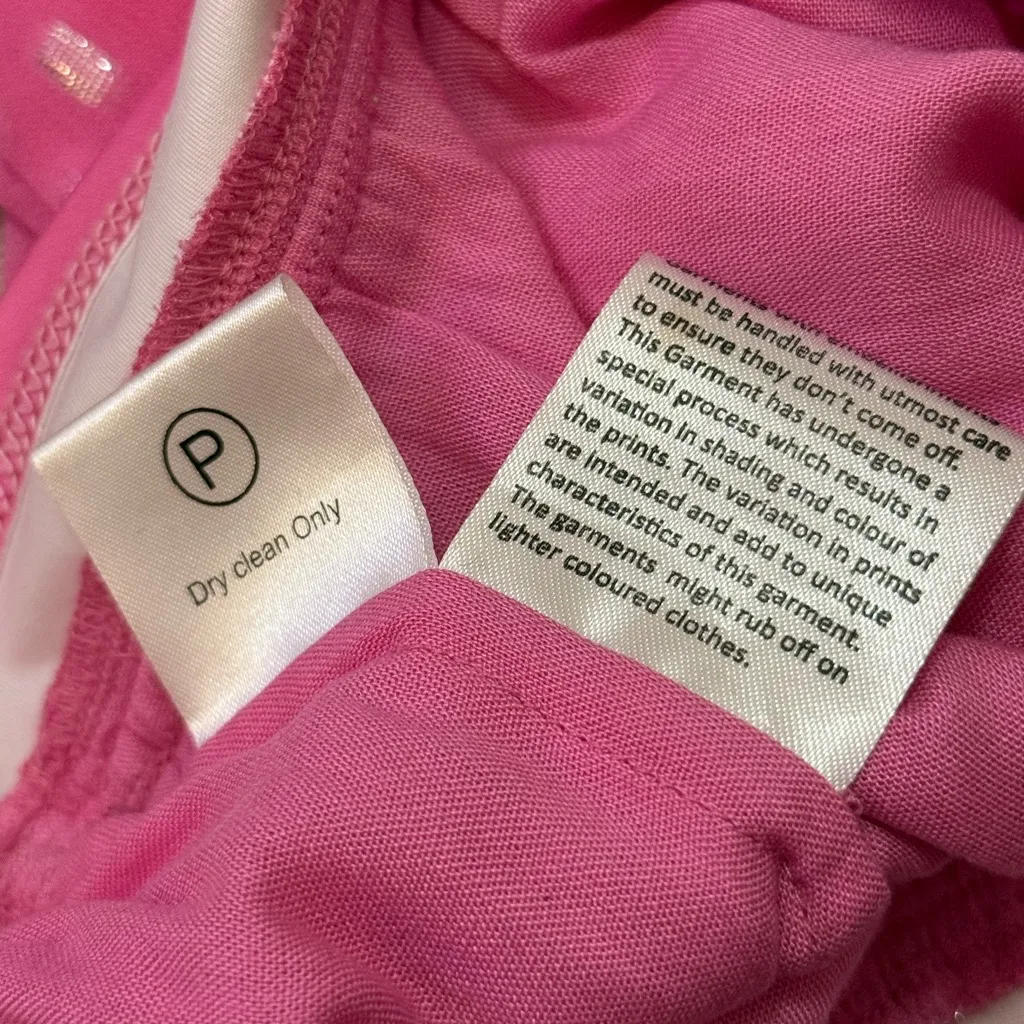 P
Dry clean Only
must be handled with utmost care
to ensure they don't come off.
This Garment has undergone a
special process which results in
variation in shading and colour of
the prints. The variation in prints
are intended and add to unique
characteristics of this garment.
The garments might rub off on
lighter coloured clothes.